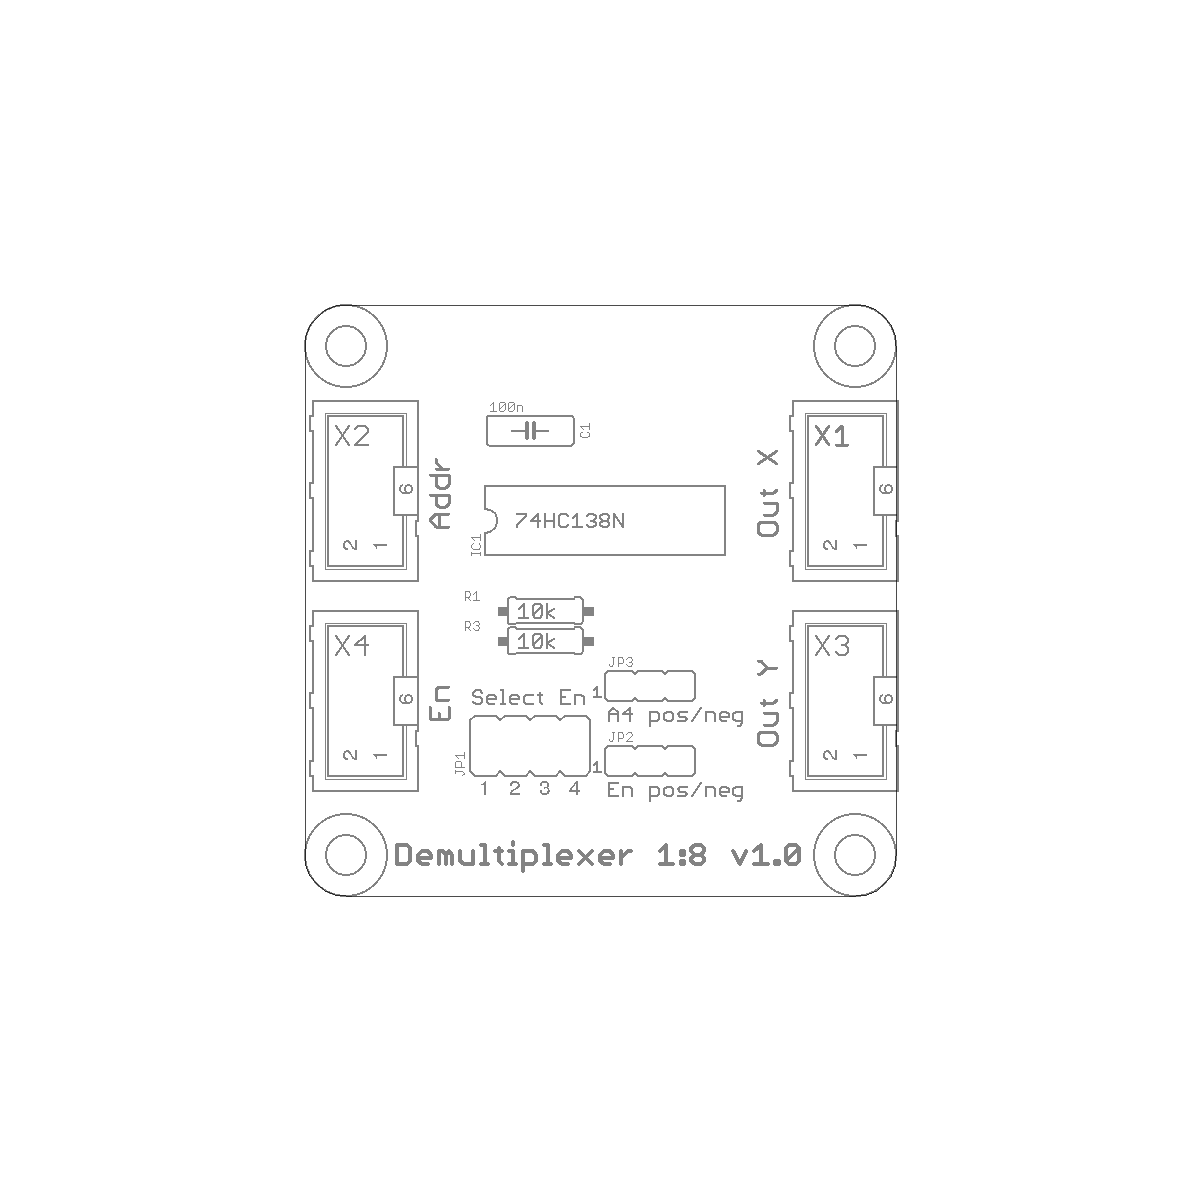 100n
C1
X2
Addr
6
2
1
X1
Out X
6
2
1
74HC138N
IC1
R1
10k
R3
10k
X4
En
6
2
1
X3
Out Y
6
2
1
JP3
1
A4 pos/neg
Select En
JP1
1 2 3 4
JP2
1
En pos/neg
Demultiplexer 1:8 v1.0